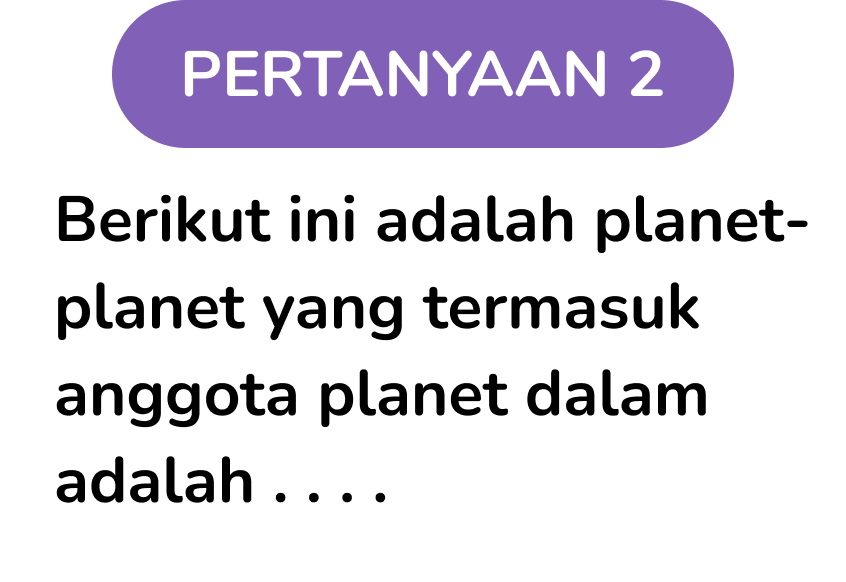 PERTANYAAN 2
Berikut ini adalah planet-
planet yang termasuk
anggota planet dalam
adalah . . . .